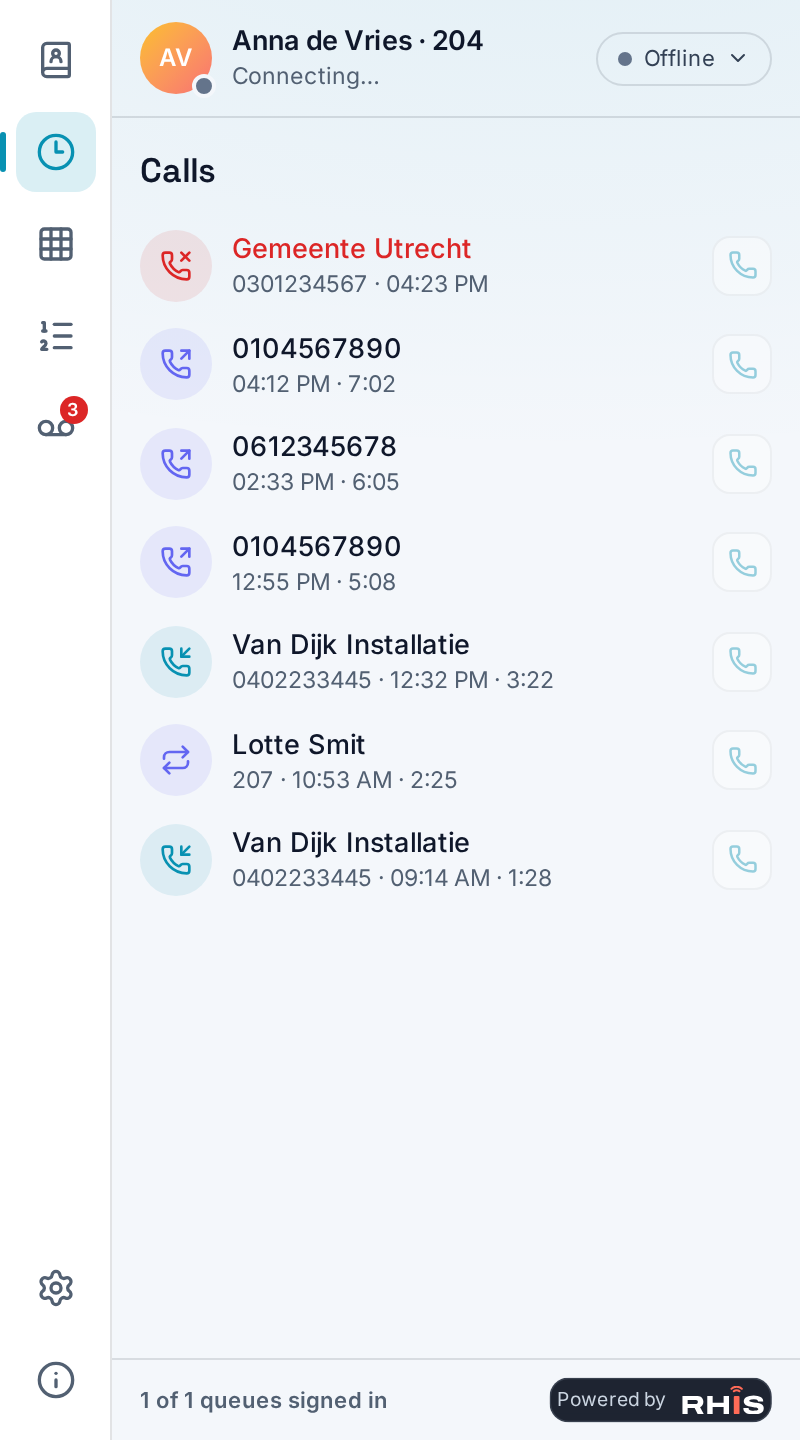 AV
Anna de Vries · 204
Connecting...
Offline
Calls
Gemeente Utrecht
0301234567 · 04:23 PM
0104567890
04:12 PM · 7:02
0612345678
02:33 PM · 6:05
0104567890
12:55 PM · 5:08
Van Dijk Installatie
0402233445 · 12:32 PM · 3:22
Lotte Smit
207 · 10:53 AM · 2:25
Van Dijk Installatie
0402233445 · 09:14 AM · 1:28
1
2
3
1 of 1 queues signed in
Powered by RHiS